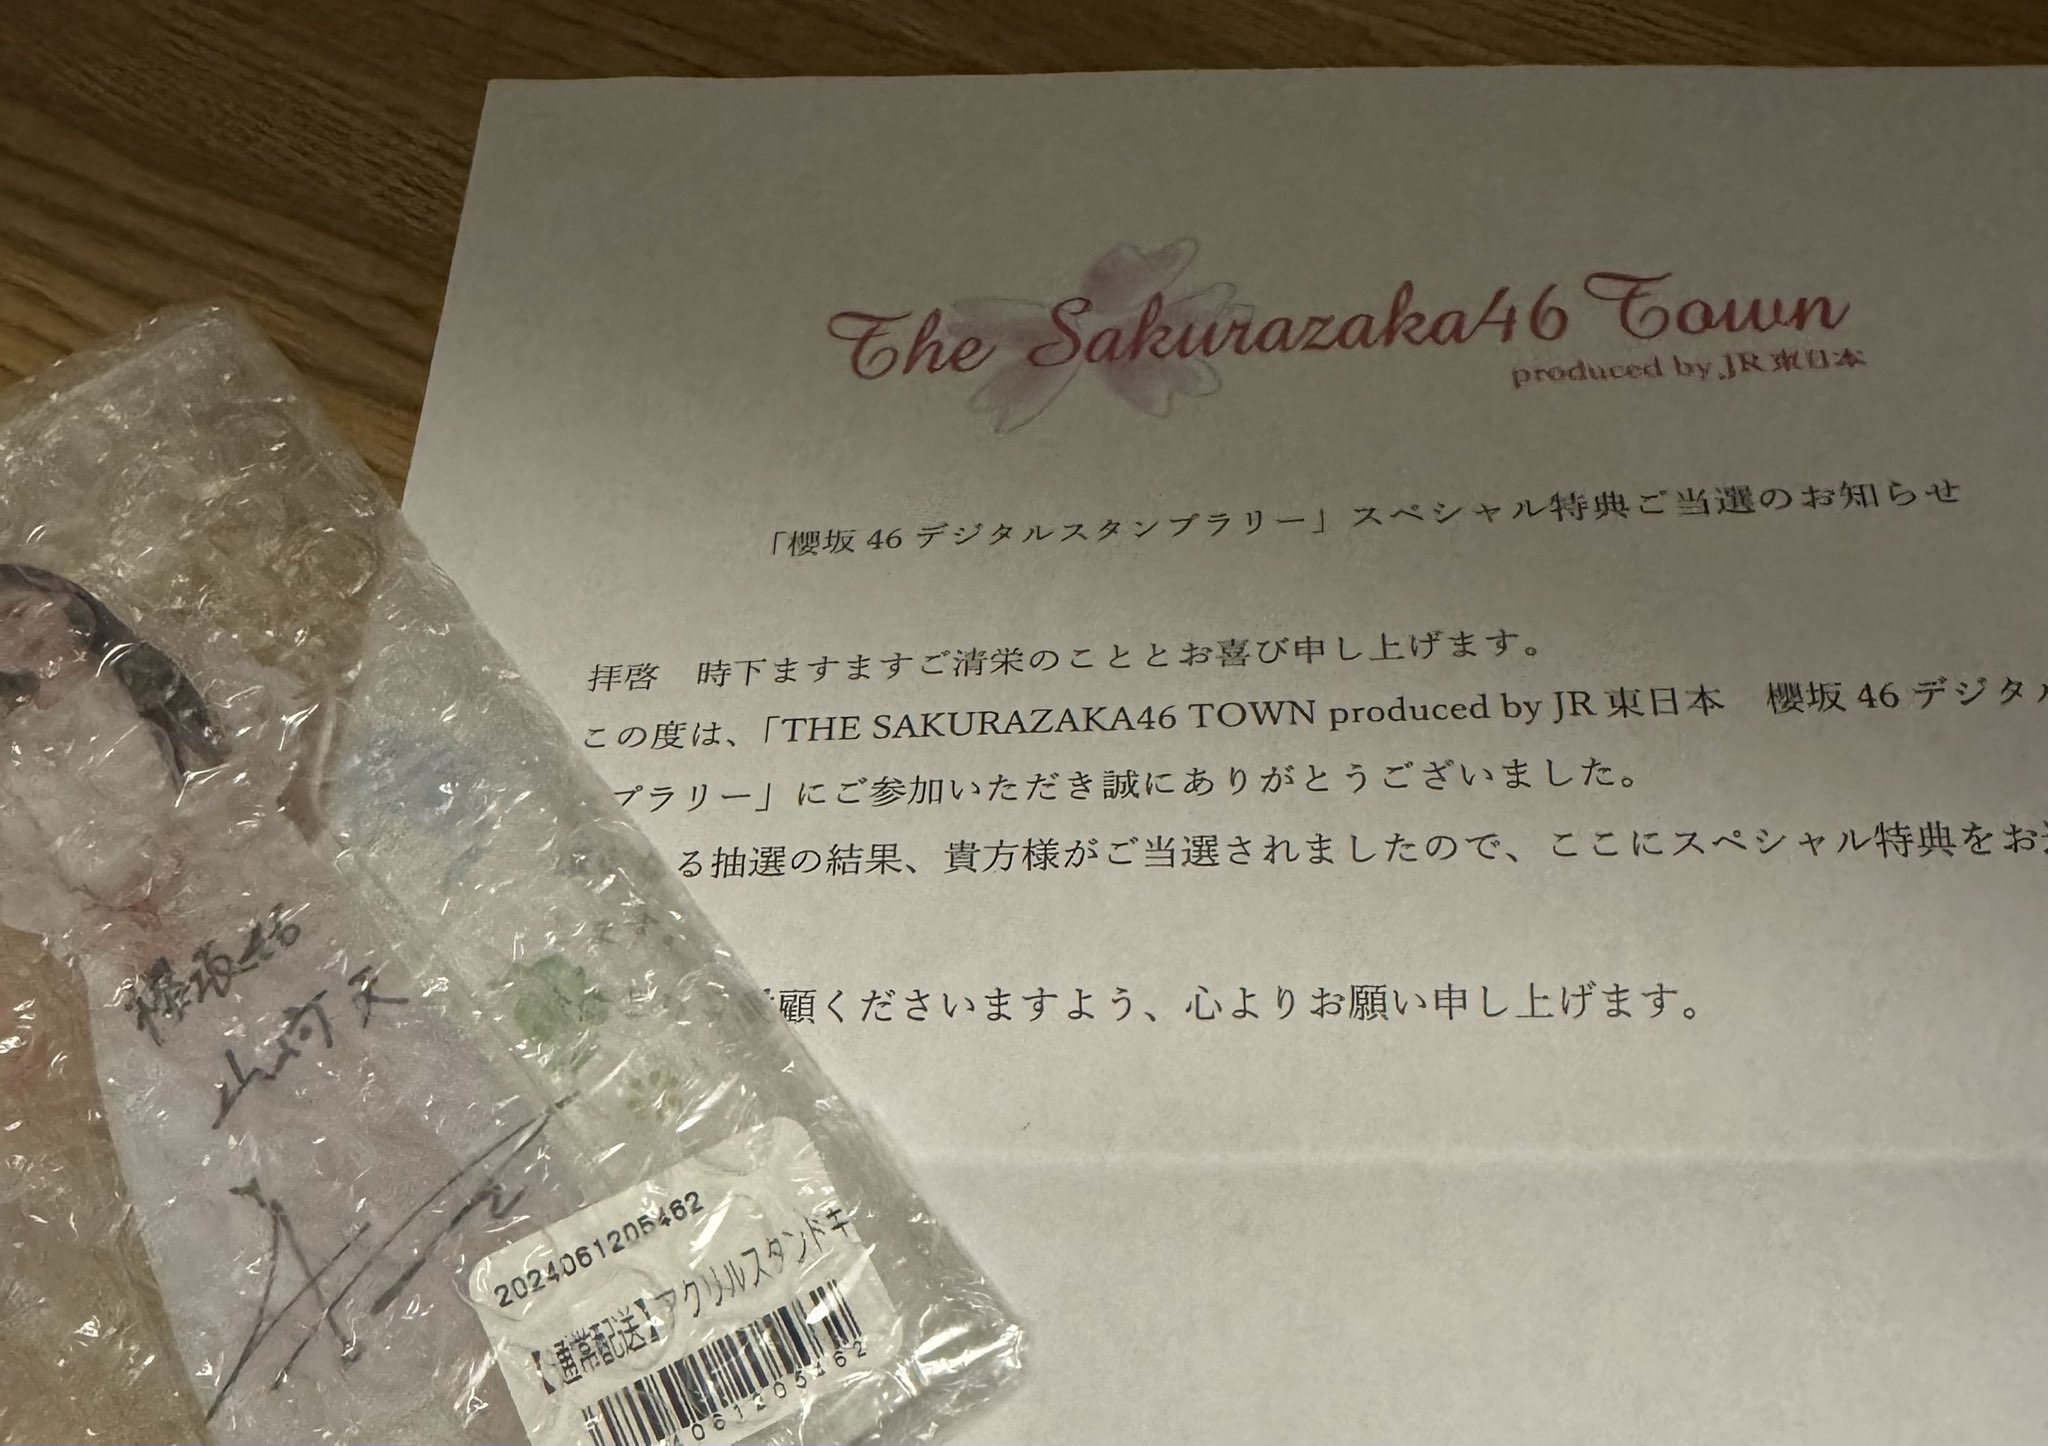 The Sakurazaka46 Town
produced by JR東日本
「櫻坂46デジタルスタンプラリー」スペシャル特典ご当選のお知らせ
拝啓　時下ますますご清栄のこととお喜び申し上げます。
この度は、「THE SAKURAZAKA46 TOWN produced by JR東日本　櫻坂46デジタ
プラリー」にご参加いただき誠にありがとうございました。
る抽選の結果、貴方様がご当選されましたので、ここにスペシャル特典をお
顧くださいますよう、心よりお願い申し上げます。
櫻坂46
山﨑天
2024061205462
【通常配送】アクリルスタンドキ
4061205462